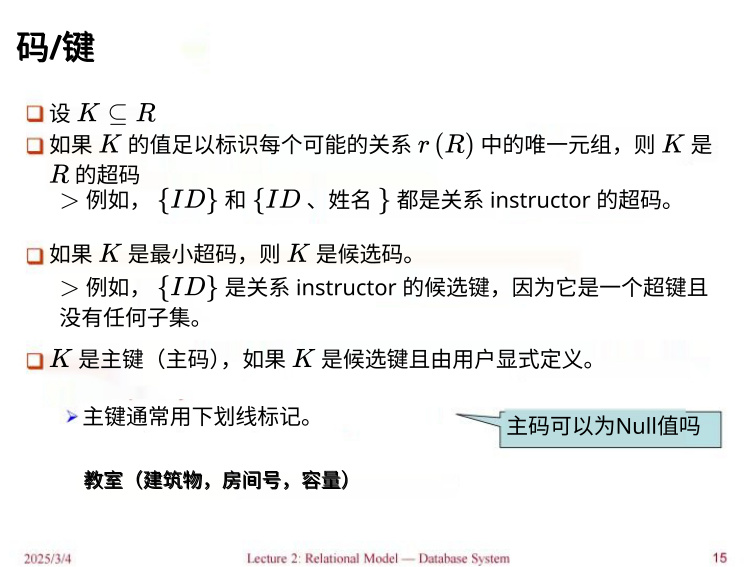 码/键
设 K ⊆ R
如果 K 的值足以标识每个可能的关系 r (R) 中的唯一元组，则 K 是
R 的超码
> 例如， {ID} 和 {ID 、姓名 } 都是关系 instructor 的超码。
如果 K 是最小超码，则 K 是候选码。
> 例如， {ID} 是关系 instructor 的候选键，因为它是一个超键且
没有任何子集。
K 是主键（主码），如果 K 是候选键且由用户显式定义。
主键通常用下划线标记。
主码可以为Null值吗
教室（建筑物，房间号，容量）
2025/3/4
Lecture 2: Relational Model — Database System
15